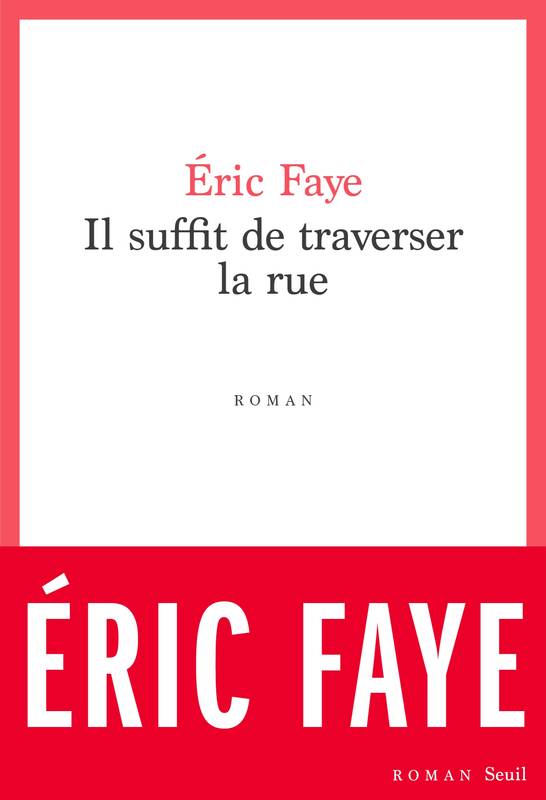 Éric Faye
Il suffit de traverser
la rue
ROMAN
ÉRIC FAYE
ROMAN Seuil